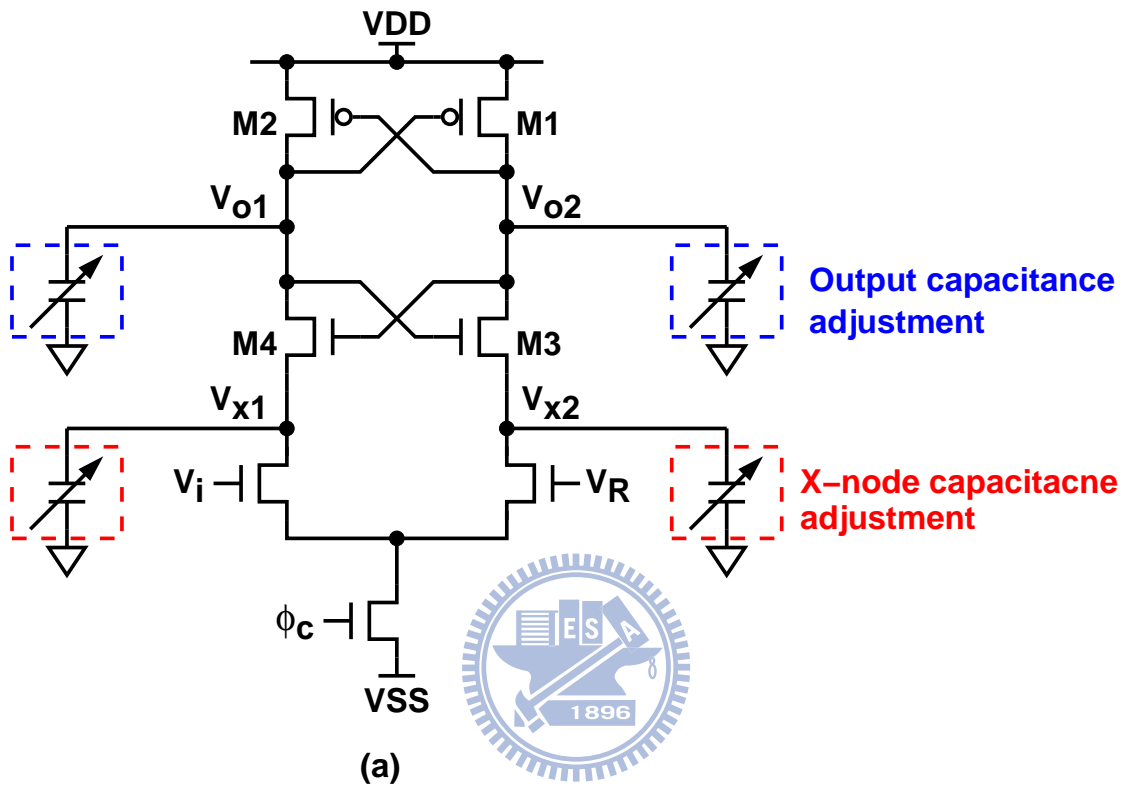 VDD
M2
M1
Vo1
Vo2
Output capacitance
adjustment
M4
M3
Vx1
Vx2
Vi
VR
X−node capacitacne
adjustment
ϕc
VSS
E S A
1896
(a)